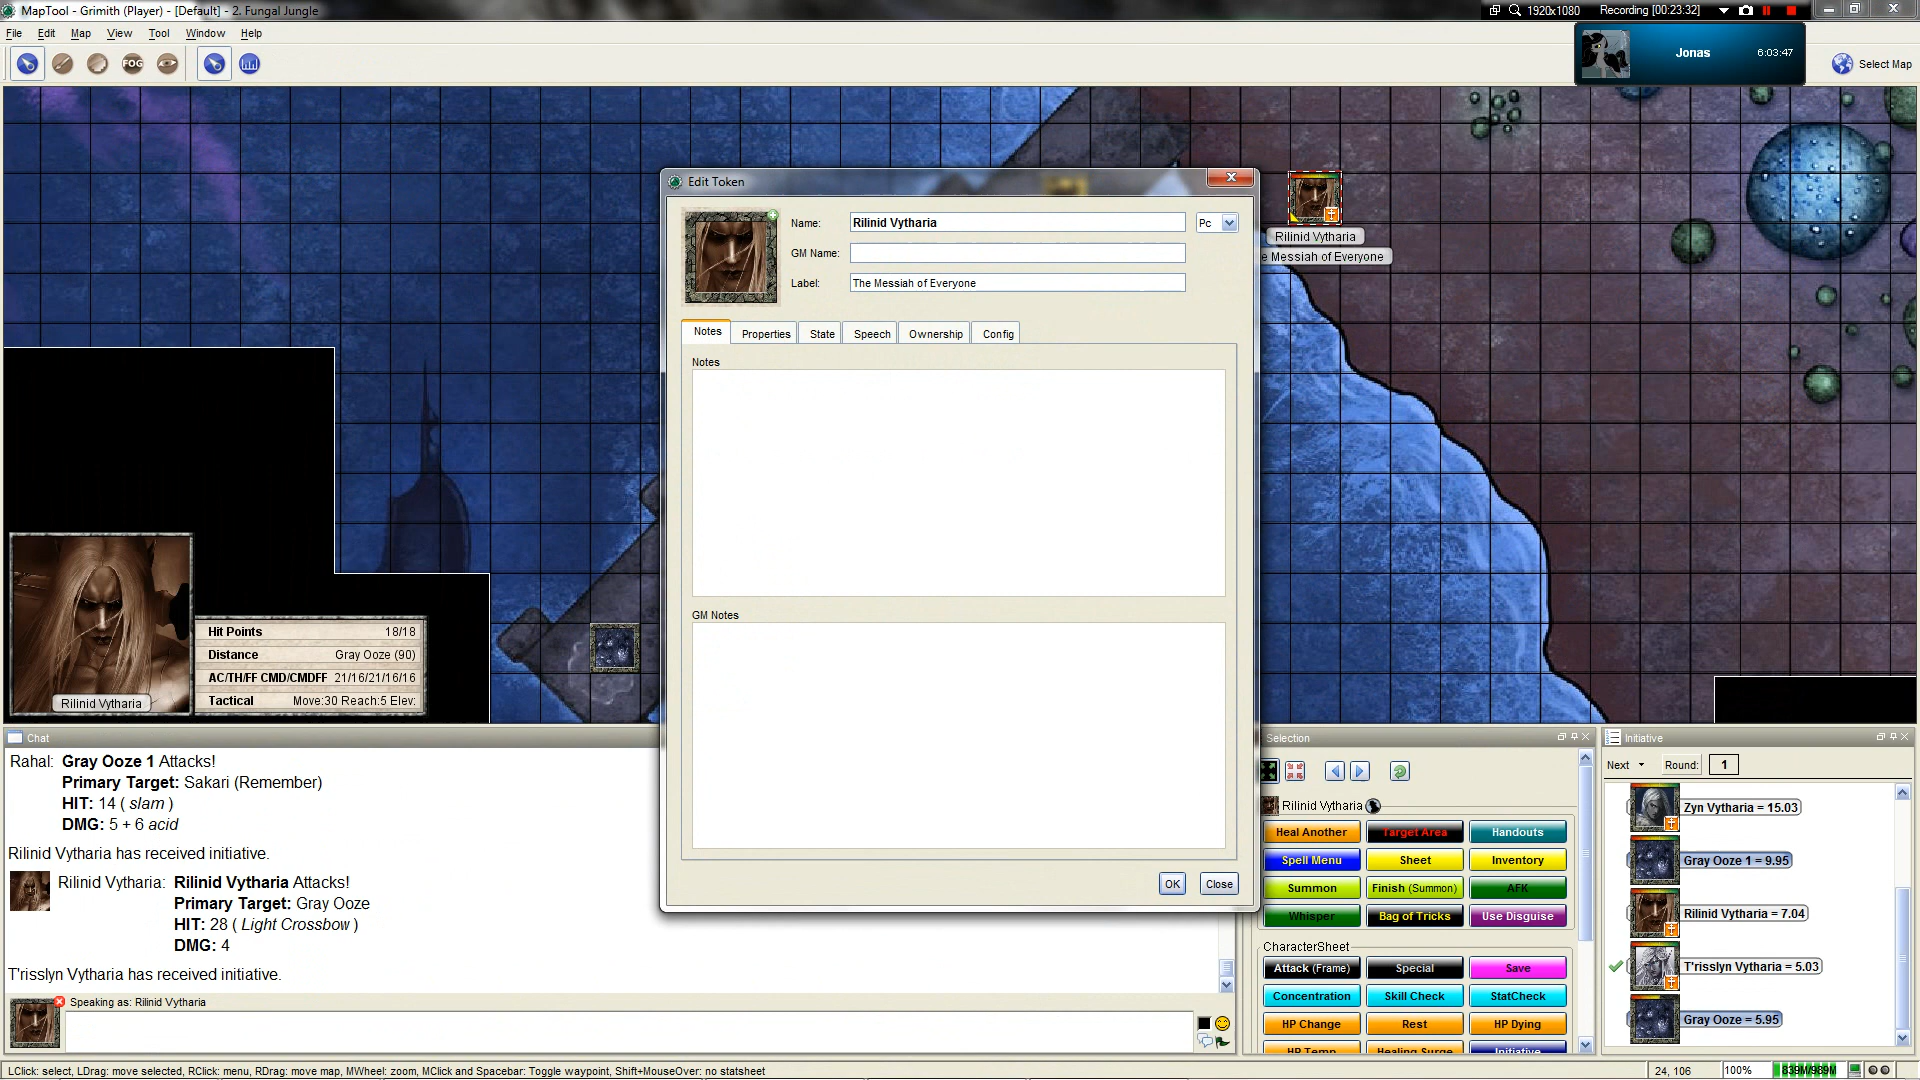 MapTool - Grimith (Player) - [Default] - 2. Fungal Jungle
1920x1080
Recording [00:23:32]
File Edit Map View Tool Window Help
FOG
Jonas
6:03:47
Select Map
Edit Token
Name: Rilinid Vytharia
Pc
GM Name:
Label: The Messiah of Everyone
Notes Properties State Speech Ownership Config
Notes
GM Notes
OK Close
Rilinid Vytharia
e Messiah of Everyone
Rilinid Vytharia
Hit Points 18/18
Distance Gray Ooze (90)
AC/TH/FF CMD/CMDFF 21/16/21/16/16
Tactical Move:30 Reach:5 Elev:
Chat
Rahal: Gray Ooze 1 Attacks!
Primary Target: Sakari (Remember)
HIT: 14 ( slam )
DMG: 5 + 6 acid
Rilinid Vytharia has received initiative.
Rilinid Vytharia: Rilinid Vytharia Attacks!
Primary Target: Gray Ooze
HIT: 28 ( Light Crossbow )
DMG: 4
T'risslyn Vytharia has received initiative.
Speaking as: Rilinid Vytharia
Selection
Rilinid Vytharia
Heal Another Target Area Handouts
Spell Menu Sheet Inventory
Summon Finish (Summon) AFK
Whisper Bag of Tricks Use Disguise
CharacterSheet
Attack (Frame) Special Save
Concentration Skill Check StatCheck
HP Change Rest HP Dying
HP Temp Healing Surge Initiative
Initiative
Next Round: 1
Zyn Vytharia = 15.03
Gray Ooze 1 = 9.95
Rilinid Vytharia = 7.04
T'risslyn Vytharia = 5.03
Gray Ooze = 5.95
LClick: select, LDrag: move selected, RClick: menu, RDrag: move map, MWheel: zoom, MClick and Spacebar: Toggle waypoint, Shift+MouseOver: no statsheet
24, 106
100%
839M/989M